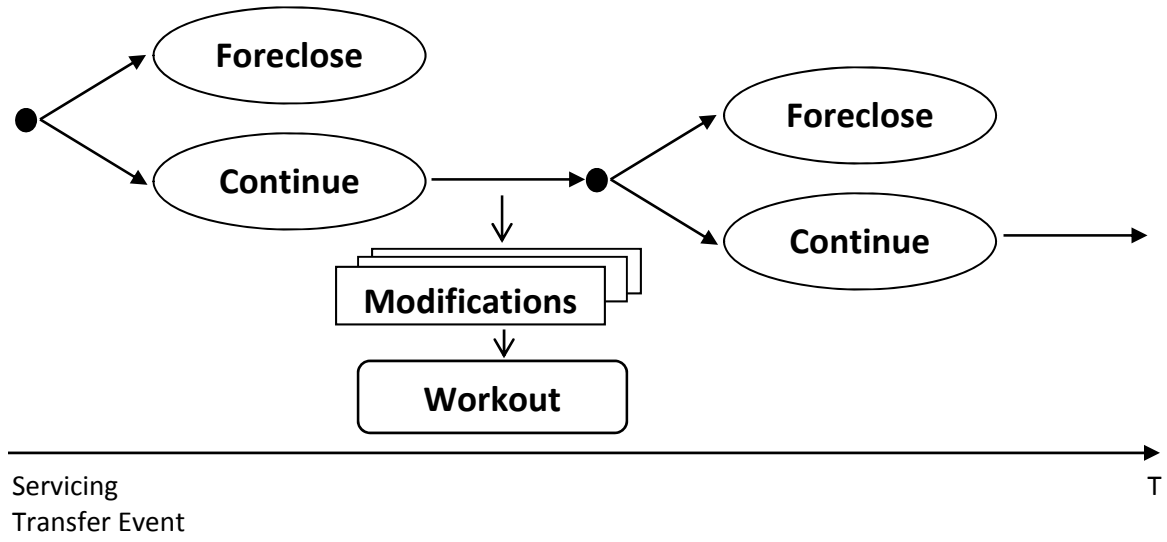 Foreclose
Continue
Foreclose
Continue
Modifications
Workout
Servicing
Transfer Event
T